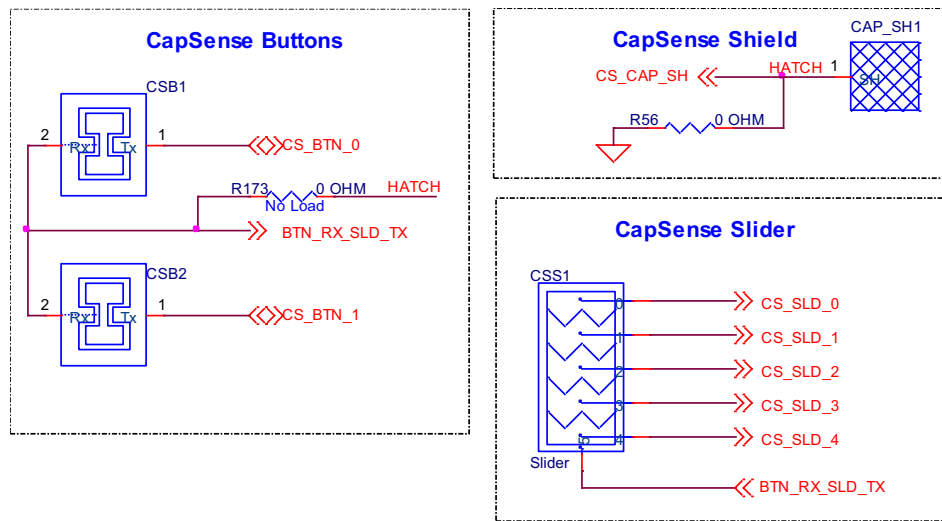 CapSense Buttons
CSB1
2 Rx Tx 1 CS_BTN_0
R173 0 OHM HATCH
No Load
BTN_RX_SLD_TX
CSB2
2 Rx Tx 1 CS_BTN_1
CapSense Shield
CAP_SH1
CS_CAP_SH HATCH 1 SH
R56 0 OHM
CapSense Slider
CSS1
0 CS_SLD_0
1 CS_SLD_1
2 CS_SLD_2
3 CS_SLD_3
4 CS_SLD_4
5
Slider
BTN_RX_SLD_TX